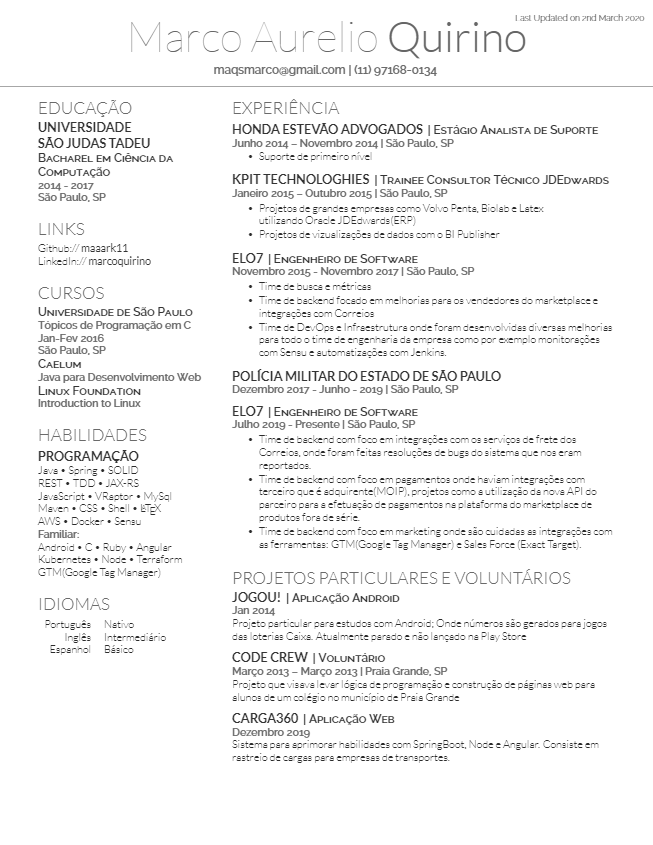 Last Updated on 2nd March 2020
Marco Aurelio Quirino
maqsmarco@gmail.com | (11) 97168-0134
EDUCAÇÃO
UNIVERSIDADE
SÃO JUDAS TADEU
Bacharel em Ciência da
Computação
2014 - 2017
São Paulo, SP
LINKS
Github:// maaark11
LinkedIn:// marcoquirino
CURSOS
Universidade de São Paulo
Tópicos de Programação em C
Jan-Fev 2016
São Paulo, SP
Caelum
Java para Desenvolvimento Web
Linux Foundation
Introduction to Linux
HABILIDADES
PROGRAMAÇÃO
Java • Spring • SOLID
REST • TDD • JAX-RS
JavaScript • VRaptor • MySql
Maven • CSS • Shell • LATEX
AWS • Docker • Sensu
Familiar:
Android • C • Ruby • Angular
Kubernetes • Node • Terraform
GTM(Google Tag Manager)
IDIOMAS
Português Nativo
Inglês Intermediário
Espanhol Básico
EXPERIÊNCIA
HONDA ESTEVÃO ADVOGADOS | Estágio Analista de Suporte
Junho 2014 – Novembro 2014 | São Paulo, SP
• Suporte de primeiro nível
KPIT TECHNOLOGHIES | Trainee Consultor Técnico JDEdwards
Janeiro 2015 – Outubro 2015 | São Paulo, SP
• Projetos de grandes empresas como Volvo Penta, Biolab e Latex
utilizando Oracle JDEdwards(ERP)
• Projetos de vizualizações de dados com o BI Publisher
ELO7 | Engenheiro de Software
Novembro 2015 - Novembro 2017 | São Paulo, SP
• Time de busca e métricas
• Time de backend focado em melhorias para os vendedores do marketplace e
integrações com Correios
• Time de DevOps e Infraestrutura onde foram desenvolvidas diversas melhorias
para todo o time de engenharia da empresa como por exemplo monitorações
com Sensu e automatizações com Jenkins.
POLÍCIA MILITAR DO ESTADO DE SÃO PAULO
Dezembro 2017 - Junho - 2019 | São Paulo, SP
ELO7 | Engenheiro de Software
Julho 2019 - Presente | São Paulo, SP
• Time de backend com foco em integrações com os serviços de frete dos
Correios, onde foram feitas resoluções de bugs do sistema que nos eram
reportados.
• Time de backend com foco em pagamentos onde haviam integrações com
terceiro que é adquirente(MOIP), projetos como a utilização da nova API do
parceiro para a efetuação de pagamentos na plataforma do marketplace de
produtos fora de série.
• Time de backend com foco em marketing onde são cuidadas as integrações com
as ferramentas: GTM(Google Tag Manager) e Sales Force (Exact Target).
PROJETOS PARTICULARES E VOLUNTÁRIOS
JOGOU! | Aplicação Android
Jan 2014
Projeto particular para estudos com Android; Onde números são gerados para jogos
das loterias Caixa. Atualmente parado e não lançado na Play Store
CODE CREW | Voluntário
Março 2013 – Março 2013 | Praia Grande, SP
Projeto que visava levar lógica de programação e construção de páginas web para
alunos de um colégio no município de Praia Grande
CARGA360 | Aplicação Web
Dezembro 2019
Sistema para aprimorar habilidades com SpringBoot, Node e Angular. Consiste em
rastreio de cargas para empresas de transportes.